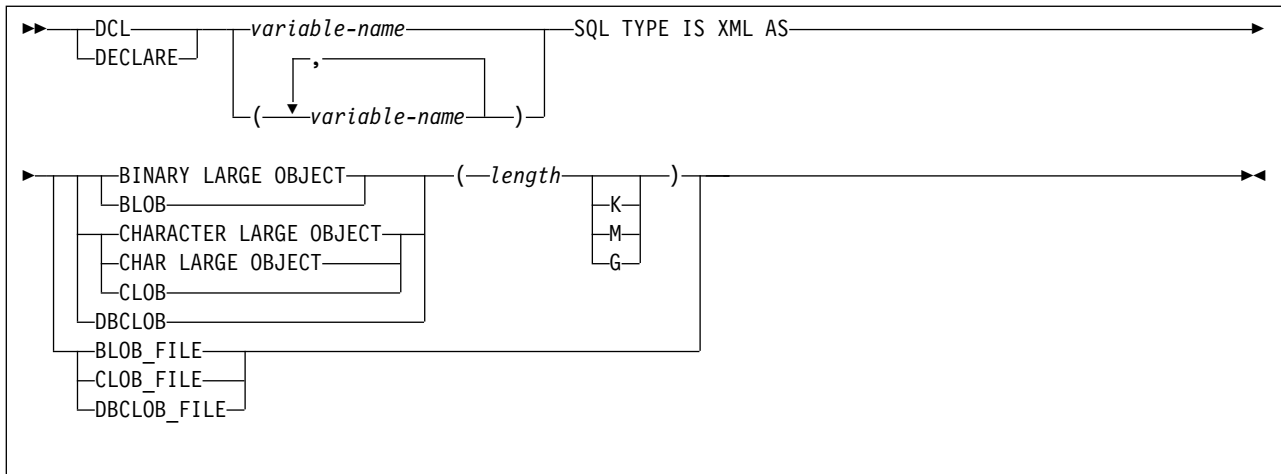 DCL variable-name SQL TYPE IS XML AS
DECLARE ,
( variable-name )
BINARY LARGE OBJECT ( length )
BLOB K
CHARACTER LARGE OBJECT M
CHAR LARGE OBJECT G
CLOB
DBCLOB
BLOB_FILE
CLOB_FILE
DBCLOB_FILE